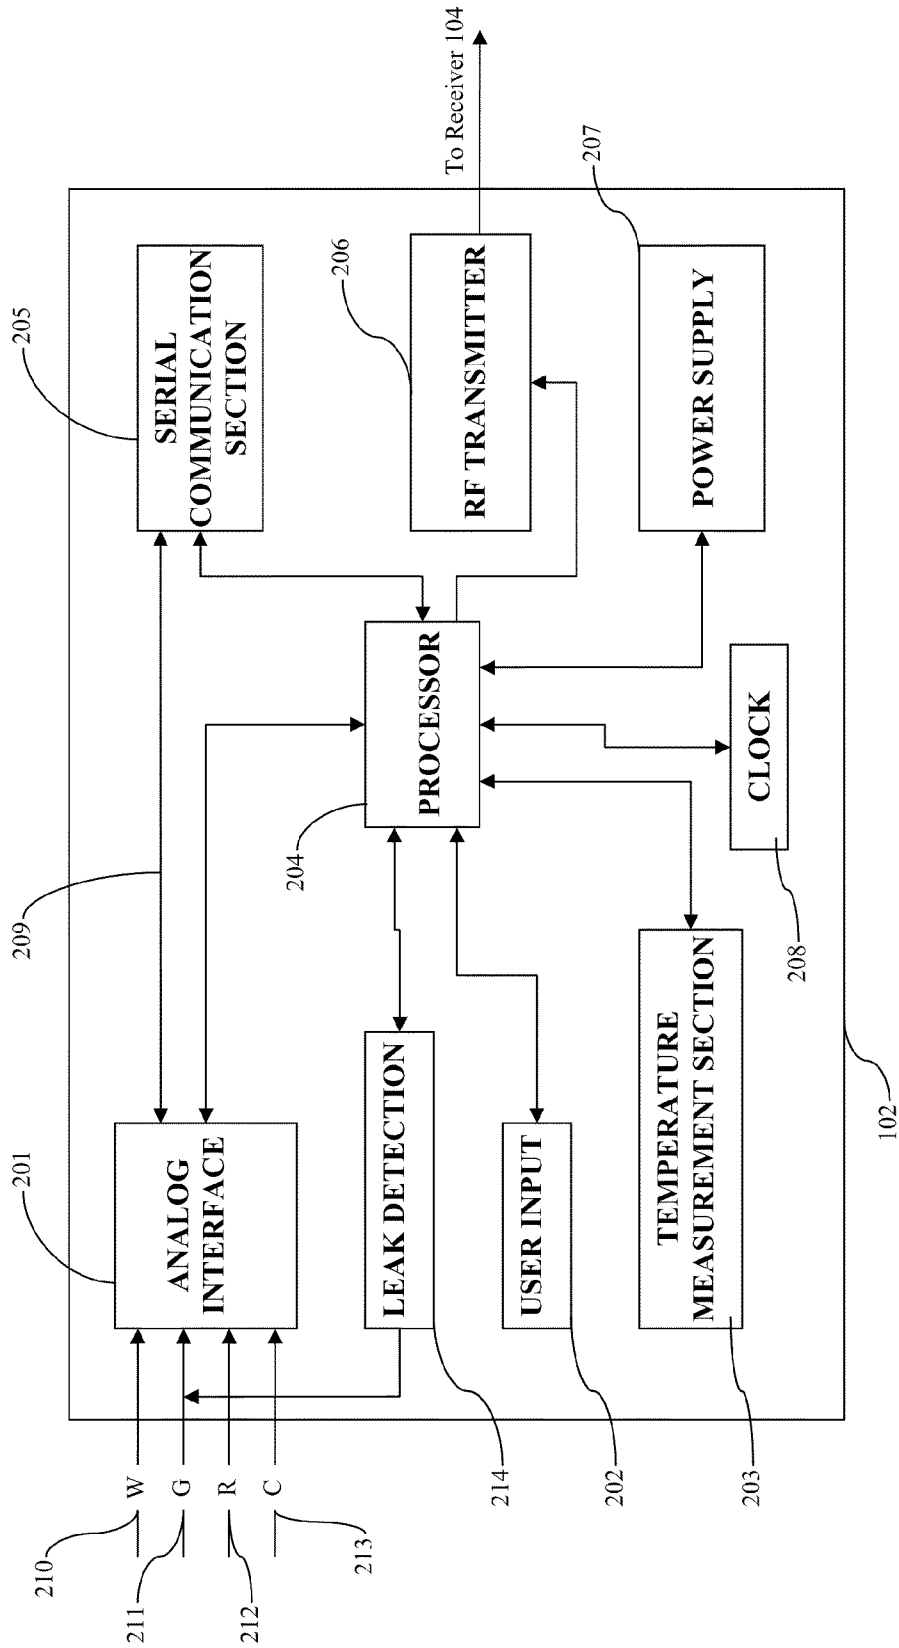 210
W
211
G
212
R
213
C
201
ANALOG
INTERFACE
209
205
SERIAL
COMMUNICATION
SECTION
214
LEAK DETECTION
204
PROCESSOR
206
RF TRANSMITTER
To Receiver 104
202
USER INPUT
203
TEMPERATURE
MEASUREMENT SECTION
208
CLOCK
207
POWER SUPPLY
102